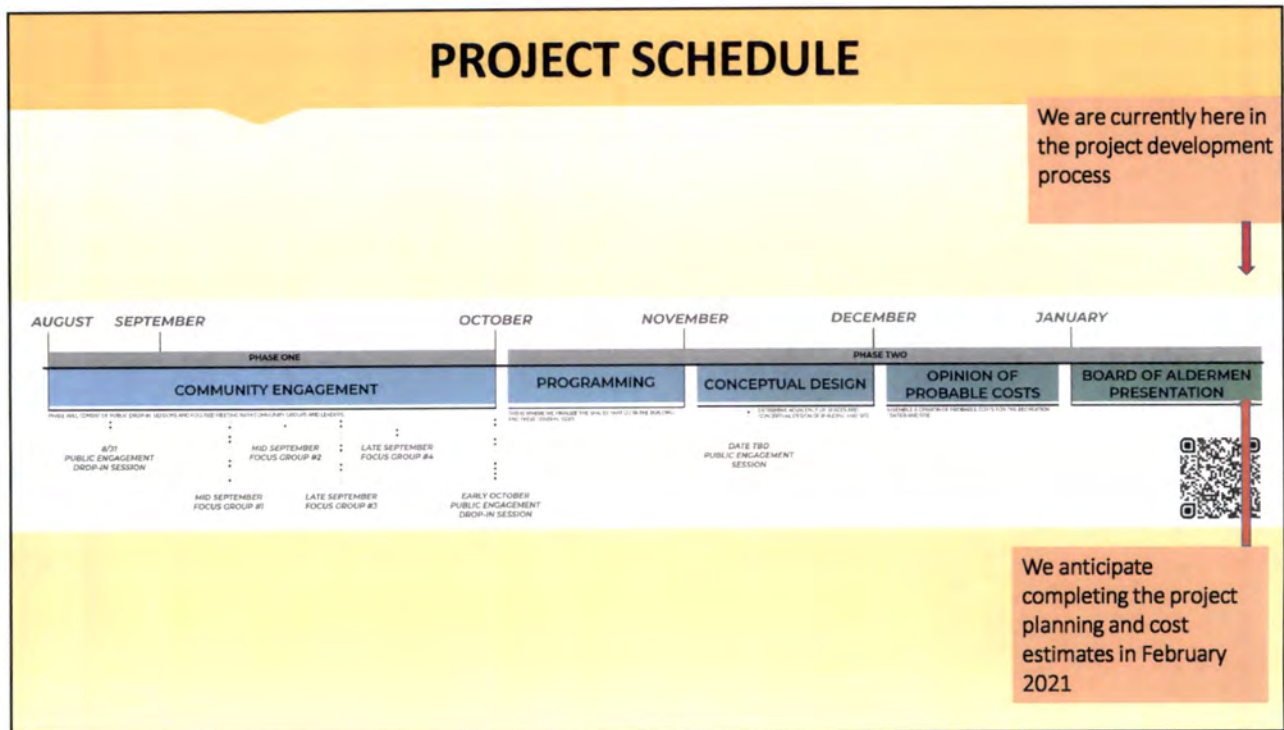 PROJECT SCHEDULE
We are currently here in
the project development
process
AUGUST SEPTEMBER OCTOBER NOVEMBER DECEMBER JANUARY
PHASE ONE PHASE TWO
COMMUNITY ENGAGEMENT
PROGRAMMING
CONCEPTUAL DESIGN
OPINION OF
PROBABLE COSTS
BOARD OF ALDERMEN
PRESENTATION
8/31
PUBLIC ENGAGEMENT
DROP-IN SESSION
MID SEPTEMBER
FOCUS GROUP #1
MID SEPTEMBER
FOCUS GROUP #2
LATE SEPTEMBER
FOCUS GROUP #3
LATE SEPTEMBER
FOCUS GROUP #4
EARLY OCTOBER
PUBLIC ENGAGEMENT
DROP-IN SESSION
DATE TBD
PUBLIC ENGAGEMENT
SESSION
We anticipate
completing the project
planning and cost
estimates in February
2021